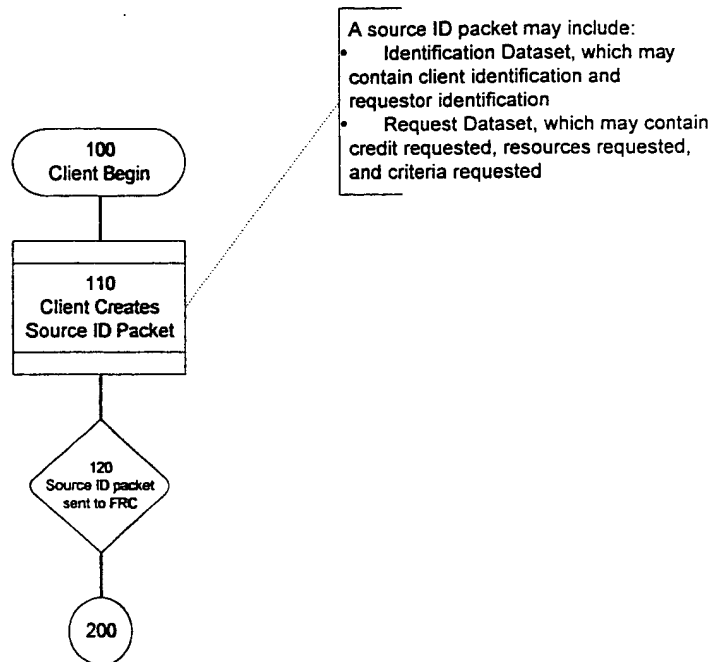 A source ID packet may include:
• Identification Dataset, which may
contain client identification and
requestor identification
• Request Dataset, which may contain
credit requested, resources requested,
and criteria requested
100
Client Begin
110
Client Creates
Source ID Packet
120
Source ID packet
sent to FRC
200